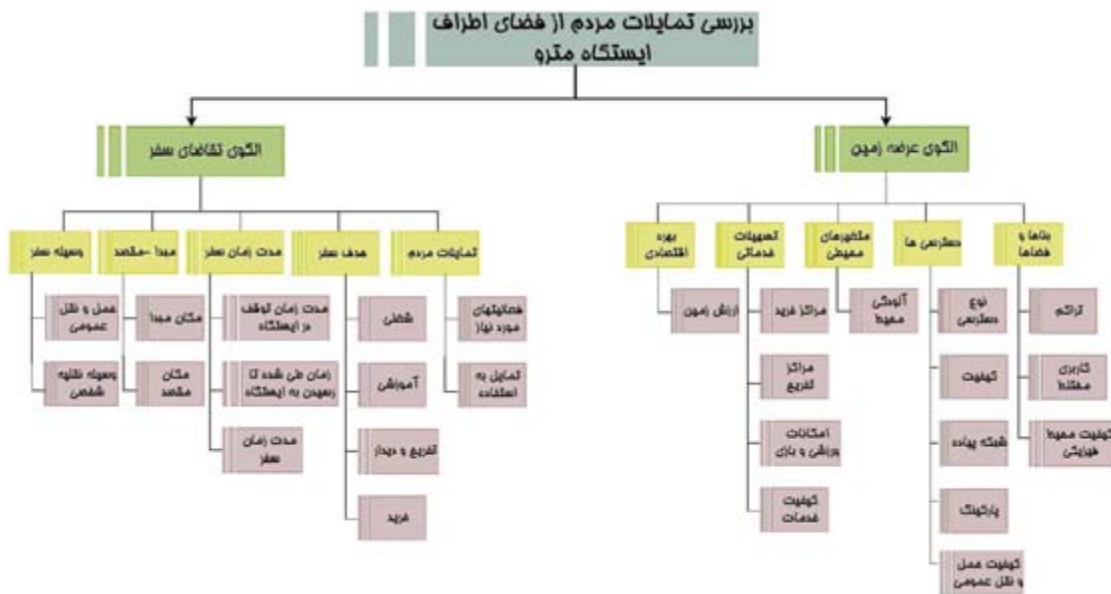 بررسی تمایلات مردم از فضای اطراف
ایستگاه مترو
الگوی عرضه زمین
بناها و
فضاها
تراکم
کاربری
مختلط
کیفیت محیط
فیزیکی
دسترسی ها
نوع
دسترسی
کیفیت
شبکه پیاده
پارکینگ
کیفیت حمل
و نقل عمومی
متغیرهای
محیطی
آلودگی
محیط
تسهیلات
خدماتی
مراکز خرید
مراکز
تفریح
امکانات
ورزشی و بازی
کیفیت
خدمات
بهره
اقتصادی
ارزش زمین
الگوی تقاضای سفر
تمایلات مردم
فعالیتهای
مورد نیاز
تمایل به
استفاده
هدف سفر
شغلی
آموزشی
تفریح و دیدار
خرید
مدت زمان سفر
مدت زمان توقف
در ایستگاه
زمان طی شده تا
رسیدن به ایستگاه
مدت زمان
سفر
مبدا -مقصد
مکان مبدا
مکان
مقصد
وسیله سفر
حمل و نقل
عمومی
وسیله نقلیه
شخصی